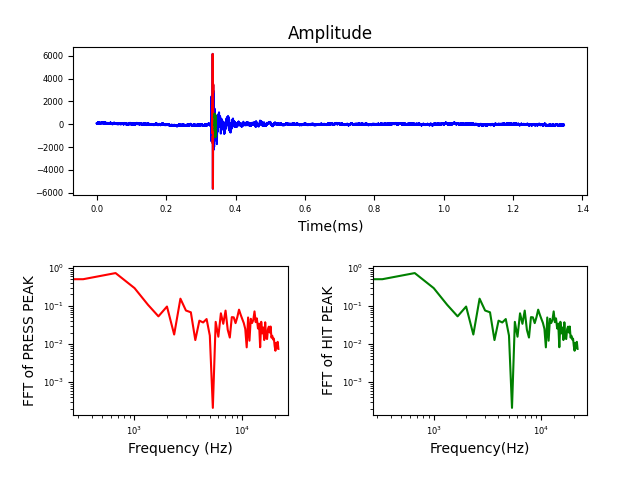 Amplitude
6000
4000
2000
0
−2000
−4000
−6000
0.0 0.2 0.4 0.6 0.8 1.0 1.2 1.4
Time(ms)
FFT of PRESS PEAK
10⁰
10⁻¹
10⁻²
10⁻³
10³ 10⁴
Frequency (Hz)
FFT of HIT PEAK
10⁰
10⁻¹
10⁻²
10⁻³
10³ 10⁴
Frequency(Hz)